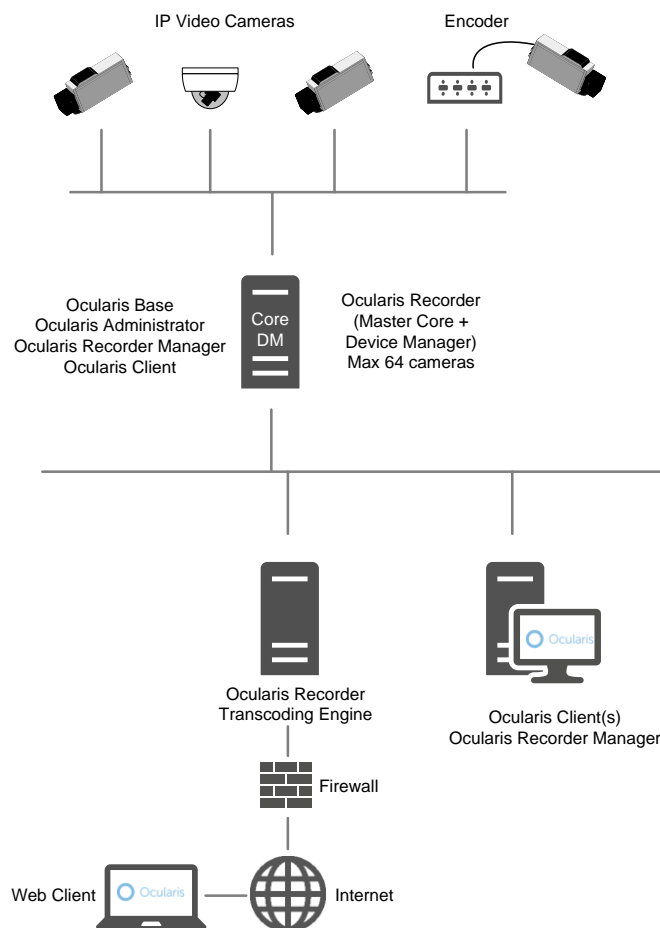 IP Video Cameras
Encoder
Ocularis Base
Ocularis Administrator
Ocularis Recorder Manager
Ocularis Client
Core
DM
Ocularis Recorder
(Master Core +
Device Manager)
Max 64 cameras
Ocularis
Ocularis Recorder
Transcoding Engine
Ocularis Client(s)
Ocularis Recorder Manager
Firewall
Web Client
Ocularis
Internet